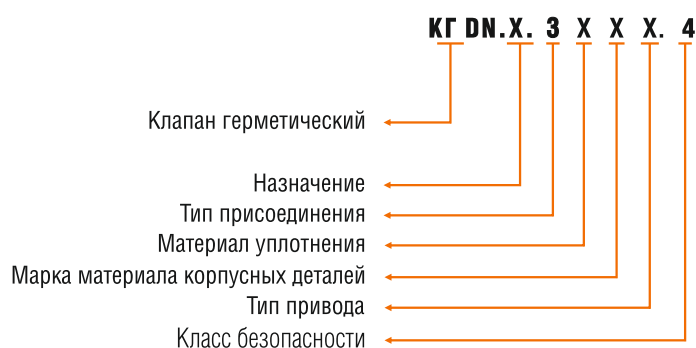 КГ DN.Х. 3 Х Х Х. 4
Клапан герметический
Назначение
Тип присоединения
Материал уплотнения
Марка материала корпусных деталей
Тип привода
Класс безопасности